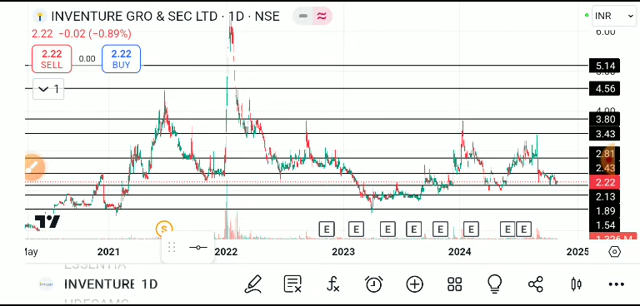 INVENTURE GRO & SEC LTD · 1D · NSE
INR
2.22 −0.02 (−0.89%)
6.00
2.22 SELL
0.00
2.22 BUY
5.14
1
4.56
4.00
3.80
3.43
2.81
2.43
2.22
2.13
1.89
1.54
S
E E E E E E E E
May 2021 2022 2023 2024 2025
INVENTURE 1D